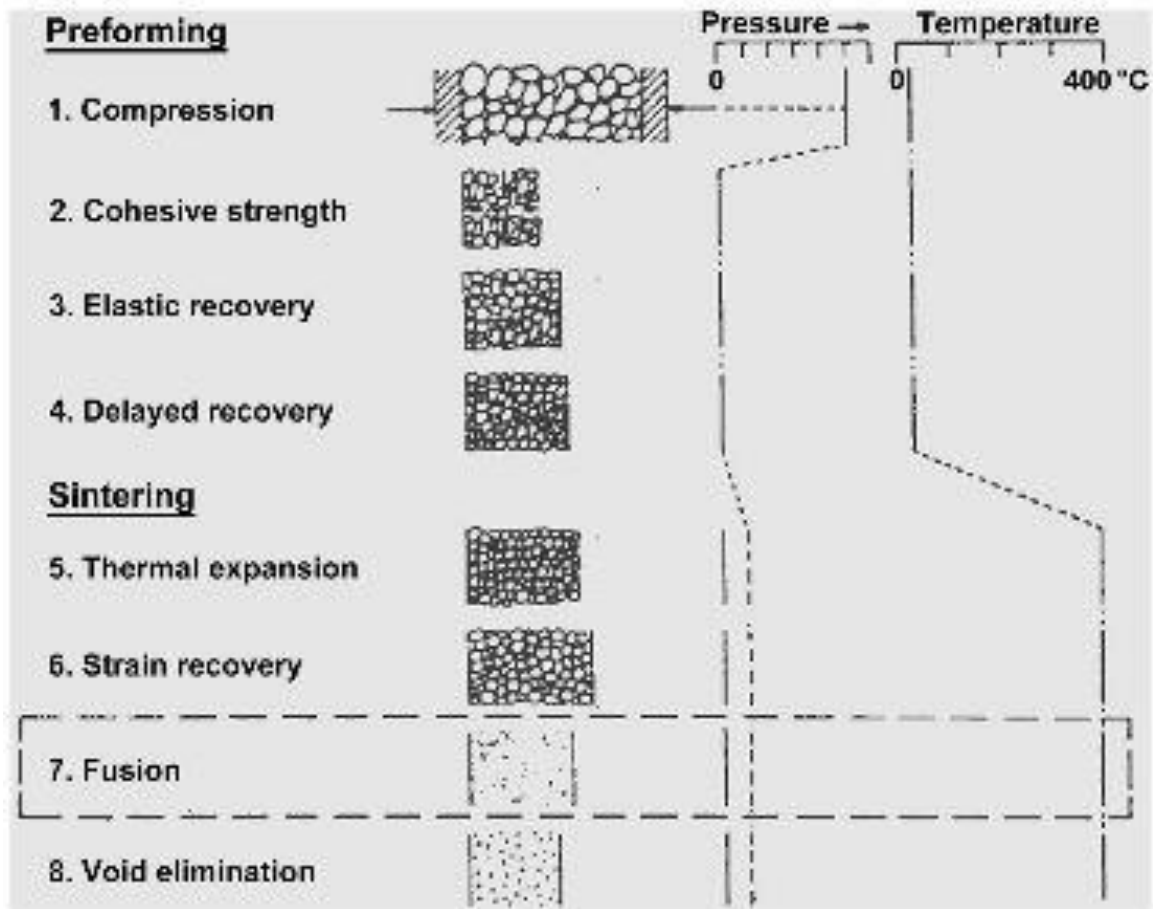 Preforming
Pressure → Temperature
0 0 400 °C
1. Compression
2. Cohesive strength
3. Elastic recovery
4. Delayed recovery
Sintering
5. Thermal expansion
6. Strain recovery
7. Fusion
8. Void elimination